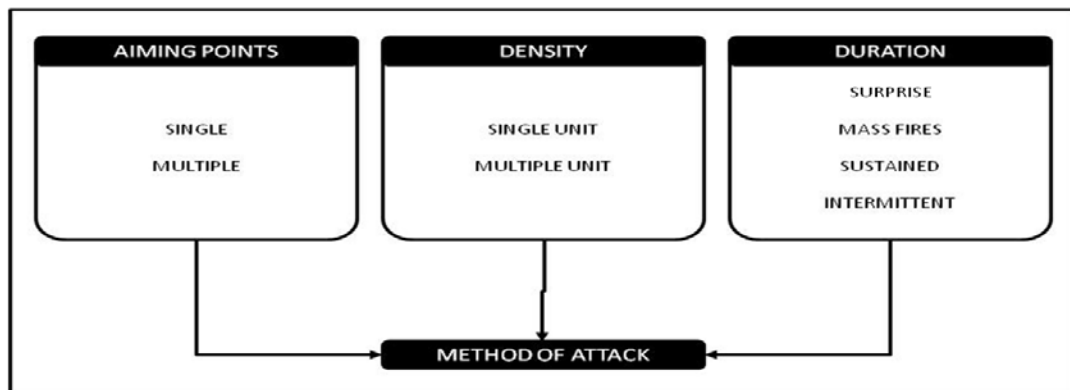 AIMING POINTS
SINGLE
MULTIPLE
DENSITY
SINGLE UNIT
MULTIPLE UNIT
DURATION
SURPRISE
MASS FIRES
SUSTAINED
INTERMITTENT
METHOD OF ATTACK